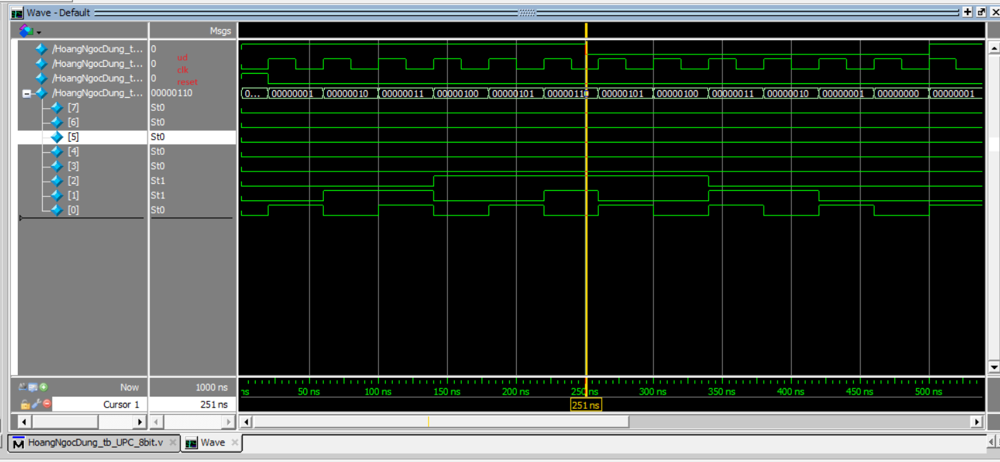 Wave - Default
Msgs
/HoangNgocDung_t... 0
ud
/HoangNgocDung_t... 0
clk
/HoangNgocDung_t... 0
reset
/HoangNgocDung_t... 00000110 0... 00000001 00000010 00000011 00000100 00000101 00000110 00000101 00000100 00000011 00000010 00000001 00000000 00000001
[7] St0
[6] St0
[5] St0
[4] St0
[3] St0
[2] St1
[1] St1
[0] St0
Now 1000 ns ns 50 ns 100 ns 150 ns 200 ns 250 ns 300 ns 350 ns 400 ns 450 ns 500 ns
Cursor 1 251 ns 251 ns
HoangNgocDung_tb_UPC_8bit.v Wave